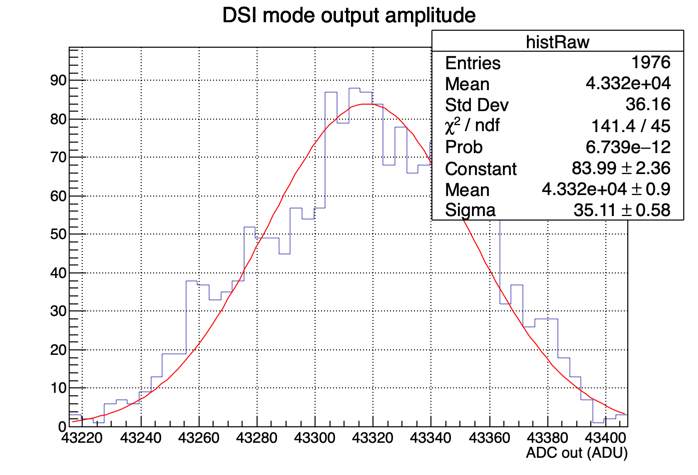 DSI mode output amplitude
histRaw
Entries 1976
Mean 4.332e+04
Std Dev 36.16
χ² / ndf 141.4 / 45
Prob 6.739e−12
Constant 83.99 ± 2.36
Mean 4.332e+04 ± 0.9
Sigma 35.11 ± 0.58
90
80
70
60
50
40
30
20
10
0
43220 43240 43260 43280 43300 43320 43340 43360 43380 43400
ADC out (ADU)